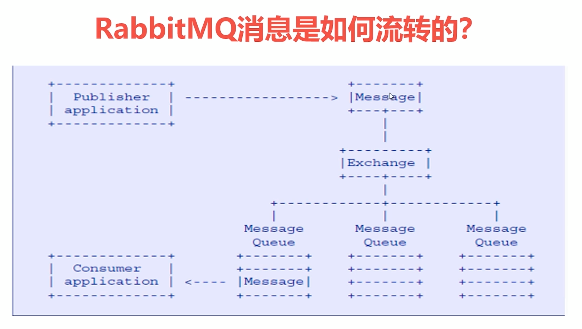 RabbitMQ消息是如何流转的?
Publisher application
Message
Exchange
Message Queue
Message Queue
Message Queue
Consumer application
Message